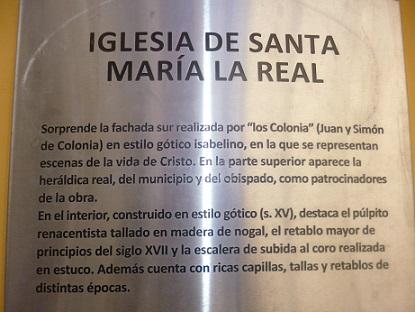 IGLESIA DE SANTA
MARÍA LA REAL
Sorprende la fachada sur realizada por "los Colonia" (Juan y Simón
de Colonia) en estilo gótico isabelino, en la que se representan
escenas de la vida de Cristo. En la parte superior aparece la
heráldica real, del municipio y del obispado, como patrocinadores
de la obra.
En el interior, construido en estilo gótico (s. XV), destaca el púlpito
renacentista tallado en madera de nogal, el retablo mayor de
principios del siglo XVII y la escalera de subida al coro realizada
en estuco. Además cuenta con ricas capillas, tallas y retablos de
distintas épocas.